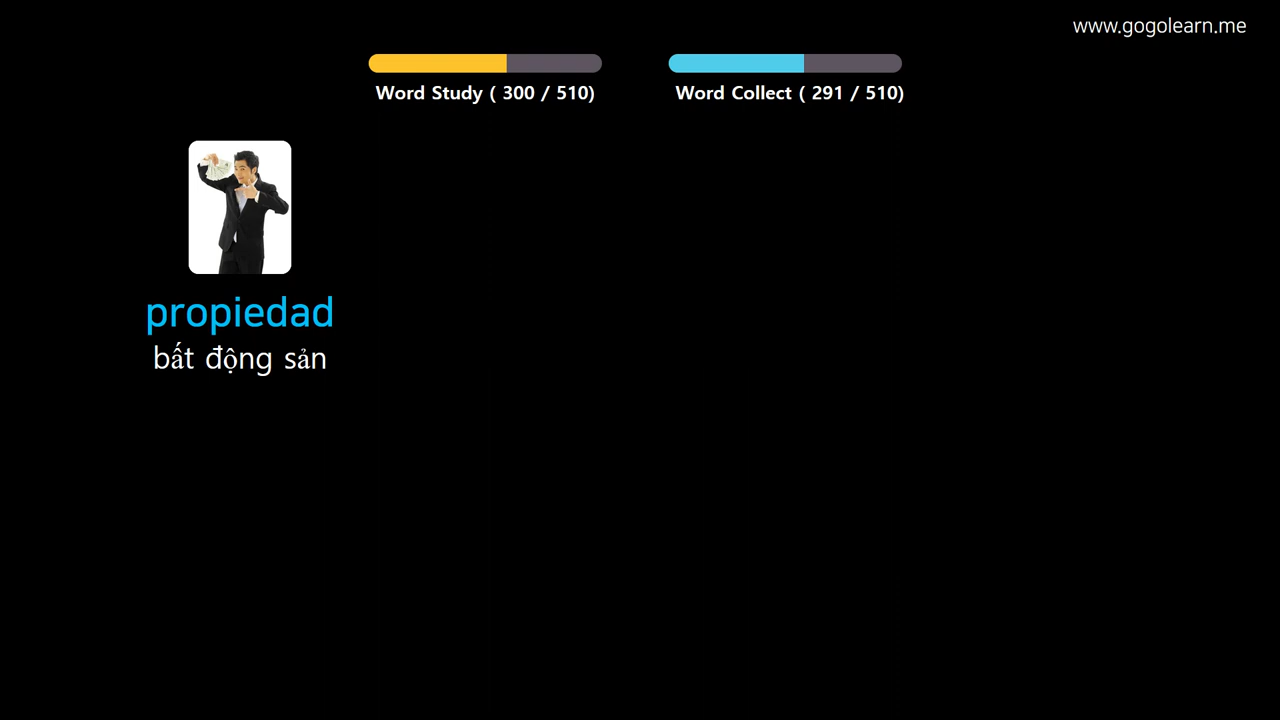 www.gogolearn.me
Word Study ( 300 / 510)
Word Collect ( 291 / 510)
propiedad
bất động sản